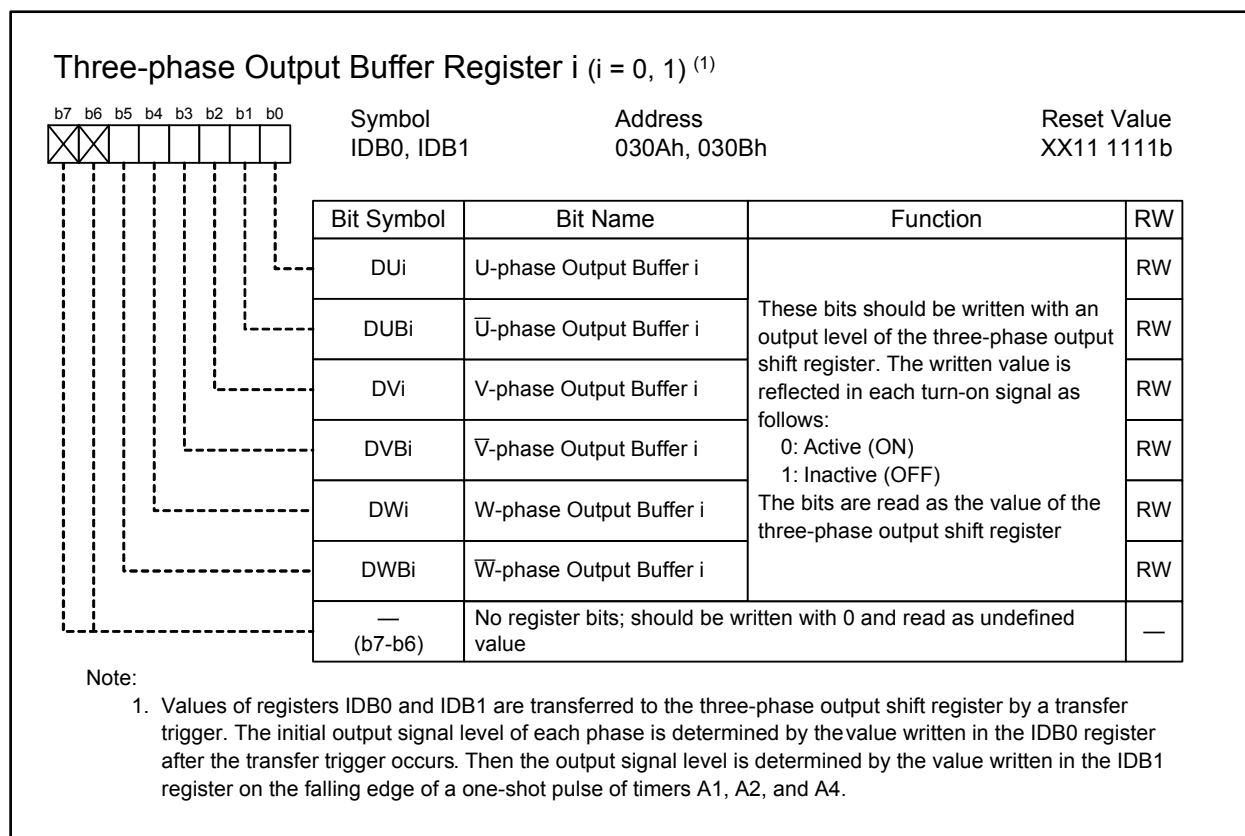 Three-phase Output Buffer Register i (i = 0, 1) (1)
b7 b6 b5 b4 b3 b2 b1 b0
Symbol Address Reset Value
IDB0, IDB1 030Ah, 030Bh XX11 1111b
Bit Symbol Bit Name Function RW
DUi U-phase Output Buffer i RW
DUBi U̅-phase Output Buffer i RW
DVi V-phase Output Buffer i RW
DVBi V̅-phase Output Buffer i RW
DWi W-phase Output Buffer i RW
DWBi W̅-phase Output Buffer i RW
These bits should be written with an
output level of the three-phase output
shift register. The written value is
reflected in each turn-on signal as
follows:
0: Active (ON)
1: Inactive (OFF)
The bits are read as the value of the
three-phase output shift register
—
(b7-b6)
No register bits; should be written with 0 and read as undefined
value
—
Note:
1. Values of registers IDB0 and IDB1 are transferred to the three-phase output shift register by a transfer
trigger. The initial output signal level of each phase is determined by the value written in the IDB0 register
after the transfer trigger occurs. Then the output signal level is determined by the value written in the IDB1
register on the falling edge of a one-shot pulse of timers A1, A2, and A4.